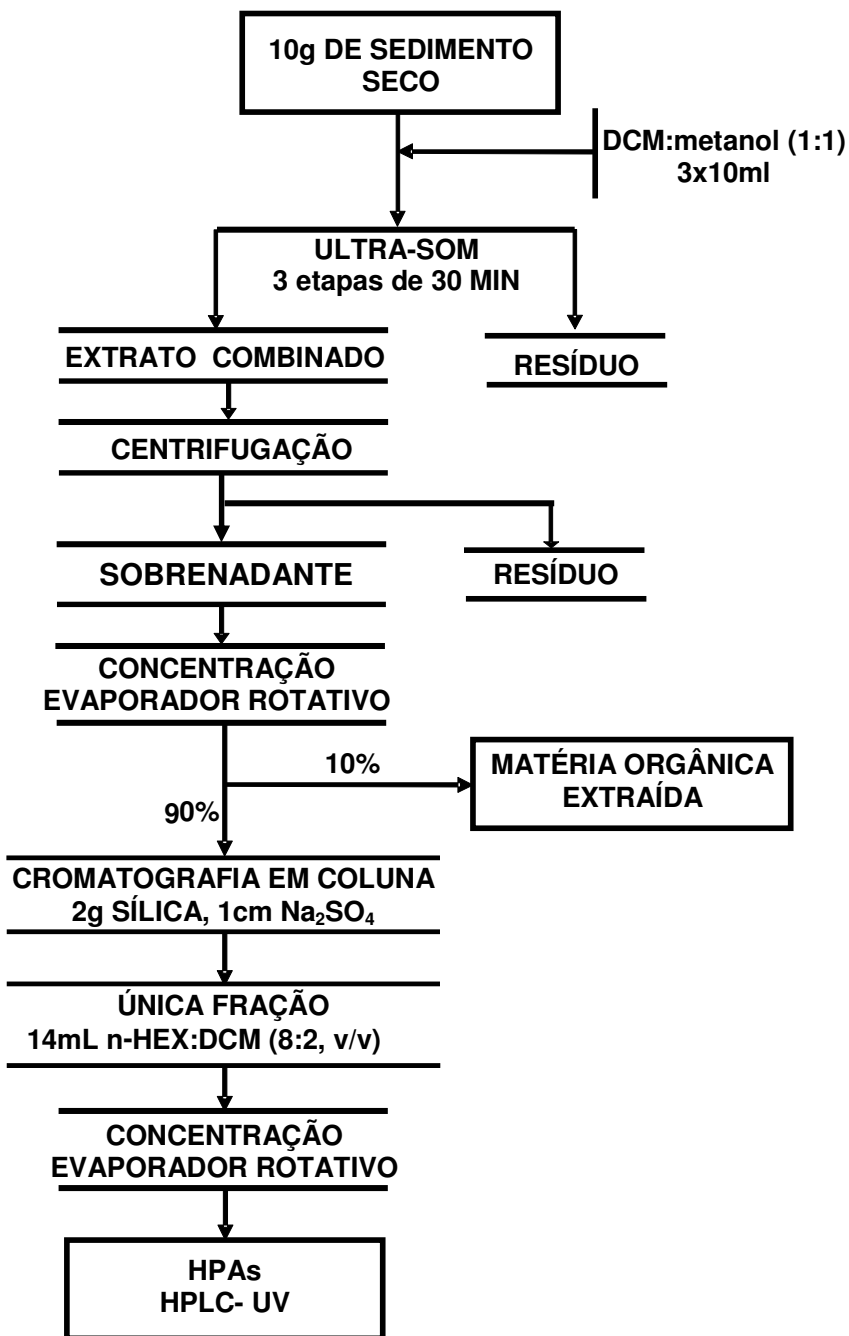 10g DE SEDIMENTO
SECO
DCM:metanol (1:1)
3x10ml
ULTRA-SOM
3 etapas de 30 MIN
EXTRATO COMBINADO
RESÍDUO
CENTRIFUGAÇÃO
SOBRENADANTE
RESÍDUO
CONCENTRAÇÃO
EVAPORADOR ROTATIVO
10%
MATÉRIA ORGÂNICA
EXTRAÍDA
90%
CROMATOGRAFIA EM COLUNA
2g SÍLICA, 1cm Na₂SO₄
ÚNICA FRAÇÃO
14mL n-HEX:DCM (8:2, v/v)
CONCENTRAÇÃO
EVAPORADOR ROTATIVO
HPAs
HPLC- UV